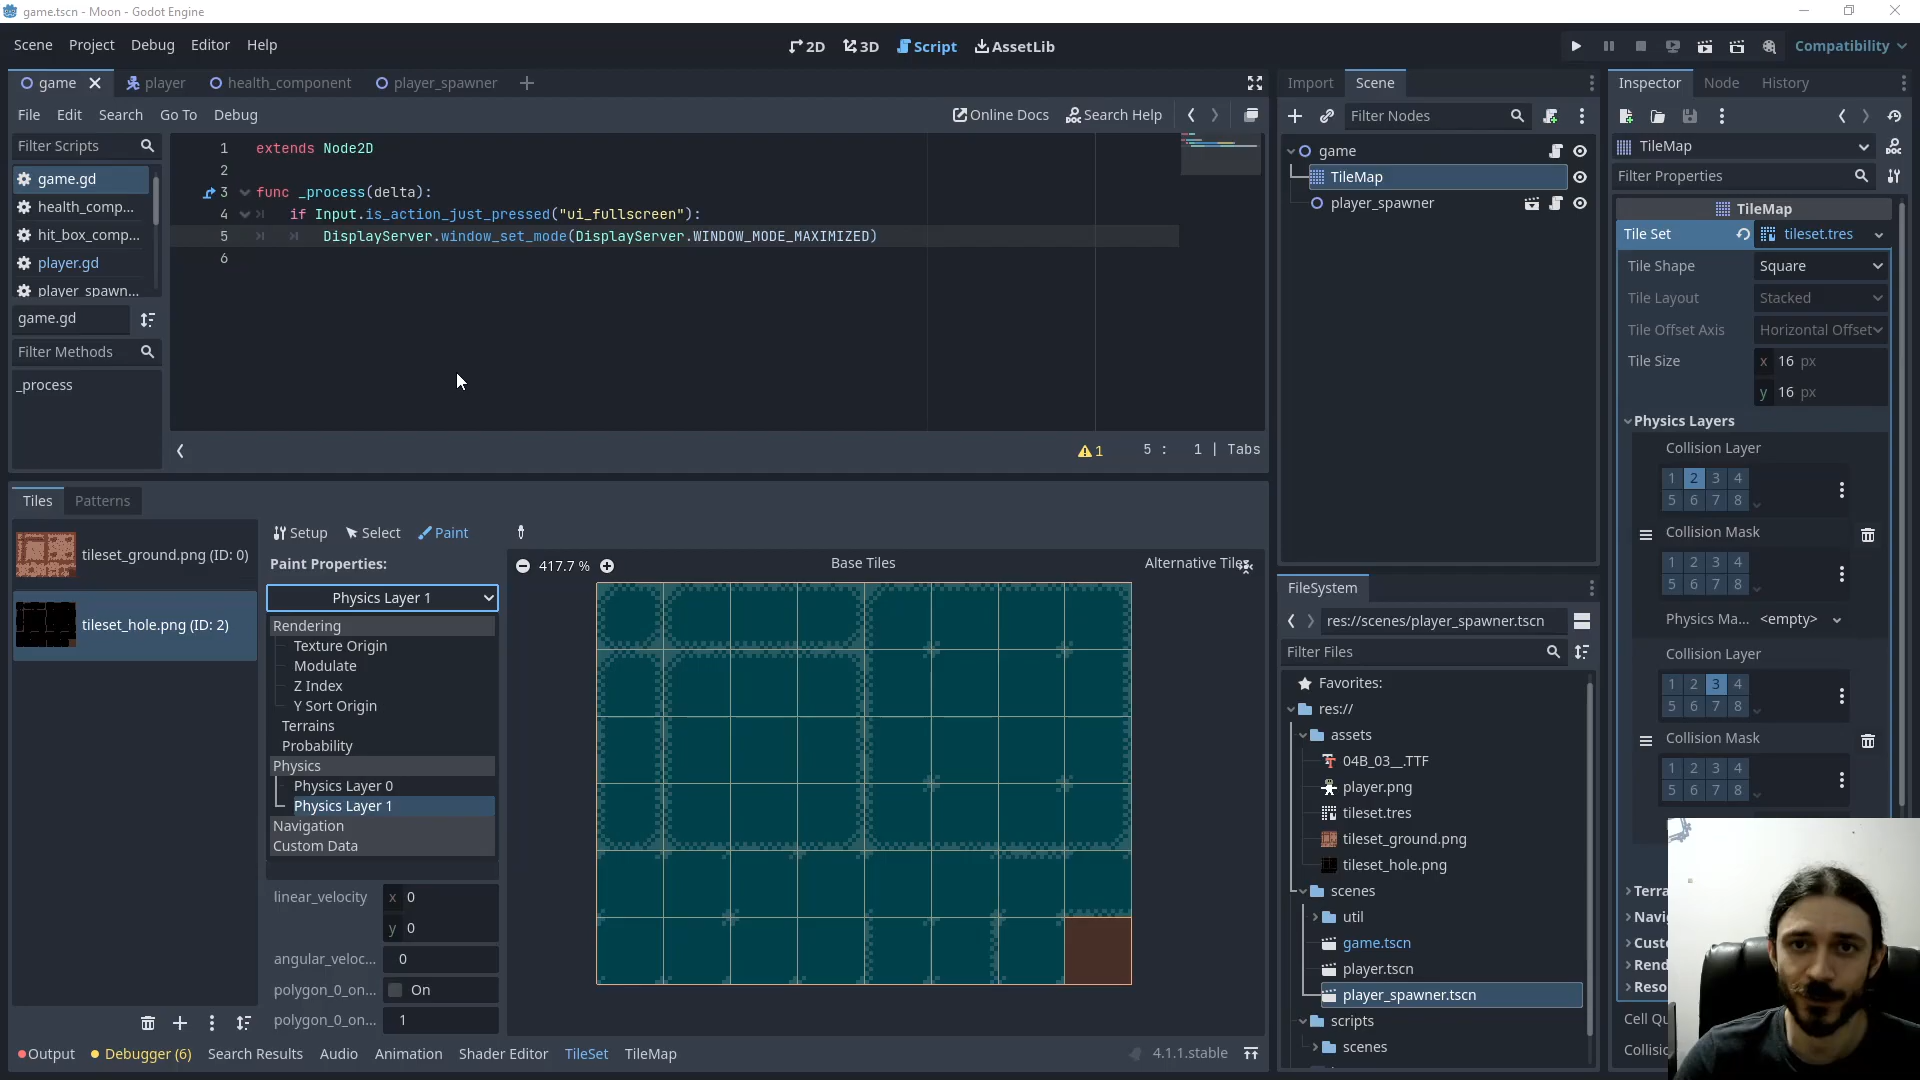 game.tscn - Moon - Godot Engine
Scene Project Debug Editor Help
2D 3D Script AssetLib
Compatibility
game player health_component player_spawner
File Edit Search Go To Debug
Online Docs Search Help
Filter Scripts
game.gd
health_comp...
hit_box_comp...
player.gd
player_spawn...
game.gd
Filter Methods
_process
1 extends Node2D
2
3 func _process(delta):
4 if Input.is_action_just_pressed("ui_fullscreen"):
5 DisplayServer.window_set_mode(DisplayServer.WINDOW_MODE_MAXIMIZED)
6
1 5 : 1 | Tabs
Tiles Patterns
tileset_ground.png (ID: 0)
tileset_hole.png (ID: 2)
Setup Select Paint
Paint Properties:
Physics Layer 1
Rendering
Texture Origin
Modulate
Z Index
Y Sort Origin
Terrains
Probability
Physics
Physics Layer 0
Physics Layer 1
Navigation
Custom Data
linear_velocity x 0
y 0
angular_veloc... 0
polygon_0_on... On
polygon_0_on... 1
417.7 % Base Tiles
Output Debugger (6) Search Results Audio Animation Shader Editor TileSet TileMap
4.1.1.stable
Import Scene
Filter Nodes
game
TileMap
player_spawner
FileSystem
res://scenes/player_spawner.tscn
Filter Files
Favorites:
res://
assets
04B_03__.TTF
player.png
tileset.tres
tileset_ground.png
tileset_hole.png
scenes
util
game.tscn
player.tscn
player_spawner.tscn
scripts
scenes
Inspector Node History
TileMap
Filter Properties
TileMap
Tile Set tileset.tres
Tile Shape Square
Tile Layout Stacked
Tile Offset Axis Horizontal Offset
Tile Size x 16 px
y 16 px
Physics Layers
Collision Layer
1 2 3 4
5 6 7 8
Collision Mask
1 2 3 4
5 6 7 8
Physics Ma... <empty>
Collision Layer
1 2 3 4
5 6 7 8
Collision Mask
1 2 3 4
5 6 7 8
Terra
Navi
Custo
Rend
Reso
Cell Qu